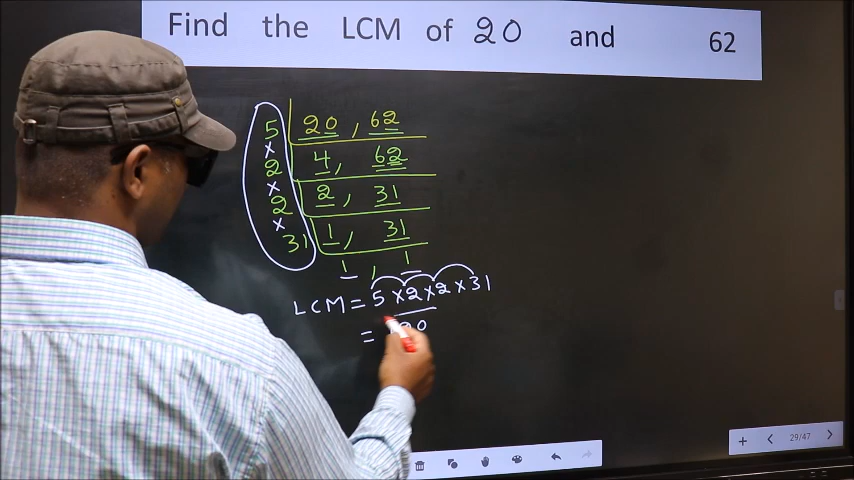 Find the LCM of 20 and 62
5 20 , 62
×
2 4 , 62
×
2 2 , 31
×
31 1 , 31
1 , 1
LCM = 5 × 2 × 2 × 31
=
29/47